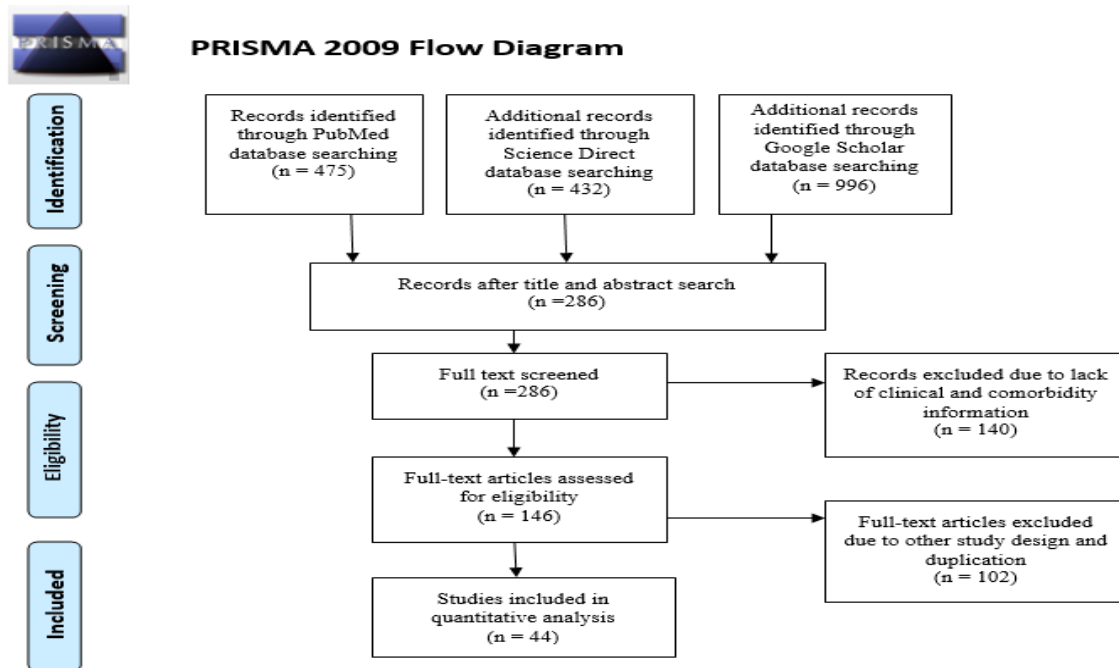 PRISMA
PRISMA 2009 Flow Diagram
Identification
Records identified
through PubMed
database searching
(n = 475)
Additional records
identified through
Science Direct
database searching
(n = 432)
Additional records
identified through
Google Scholar
database searching
(n = 996)
Screening
Records after title and abstract search
(n =286)
Full text screened
(n =286)
Records excluded due to lack
of clinical and comorbidity
information
(n = 140)
Eligibility
Full-text articles assessed
for eligibility
(n = 146)
Full-text articles excluded
due to other study design and
duplication
(n = 102)
Included
Studies included in
quantitative analysis
(n = 44)